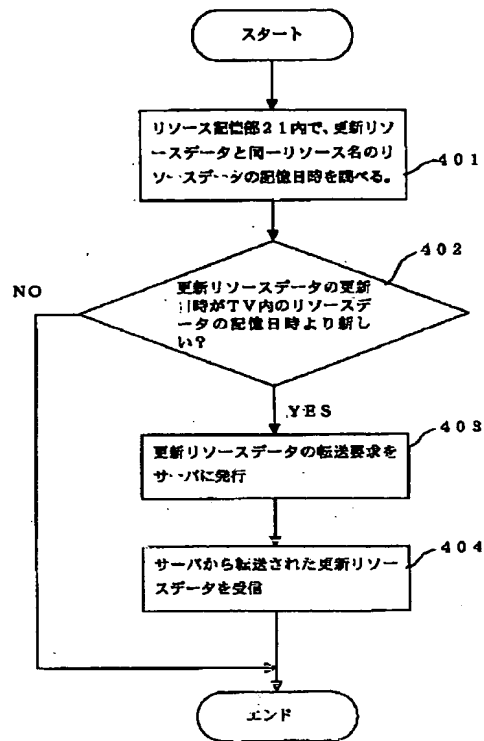 スタート
リソース記憶部21内で、更新リソ
ースデータと同一リソース名のリ
ソースデータの記憶日時を調べる。
401
402
更新リソースデータの更新
日時がTV内のリソースデ
ータの記憶日時より新し
い?
NO
YES
403
更新リソースデータの転送要求を
サーバに発行
404
サーバから転送された更新リソー
スデータを受信
エンド